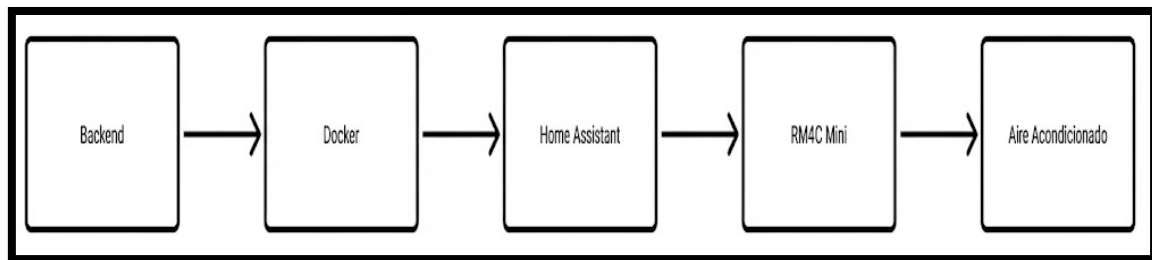 Backend
Docker
Home Assistant
RM4C Mini
Aire Acondicionado